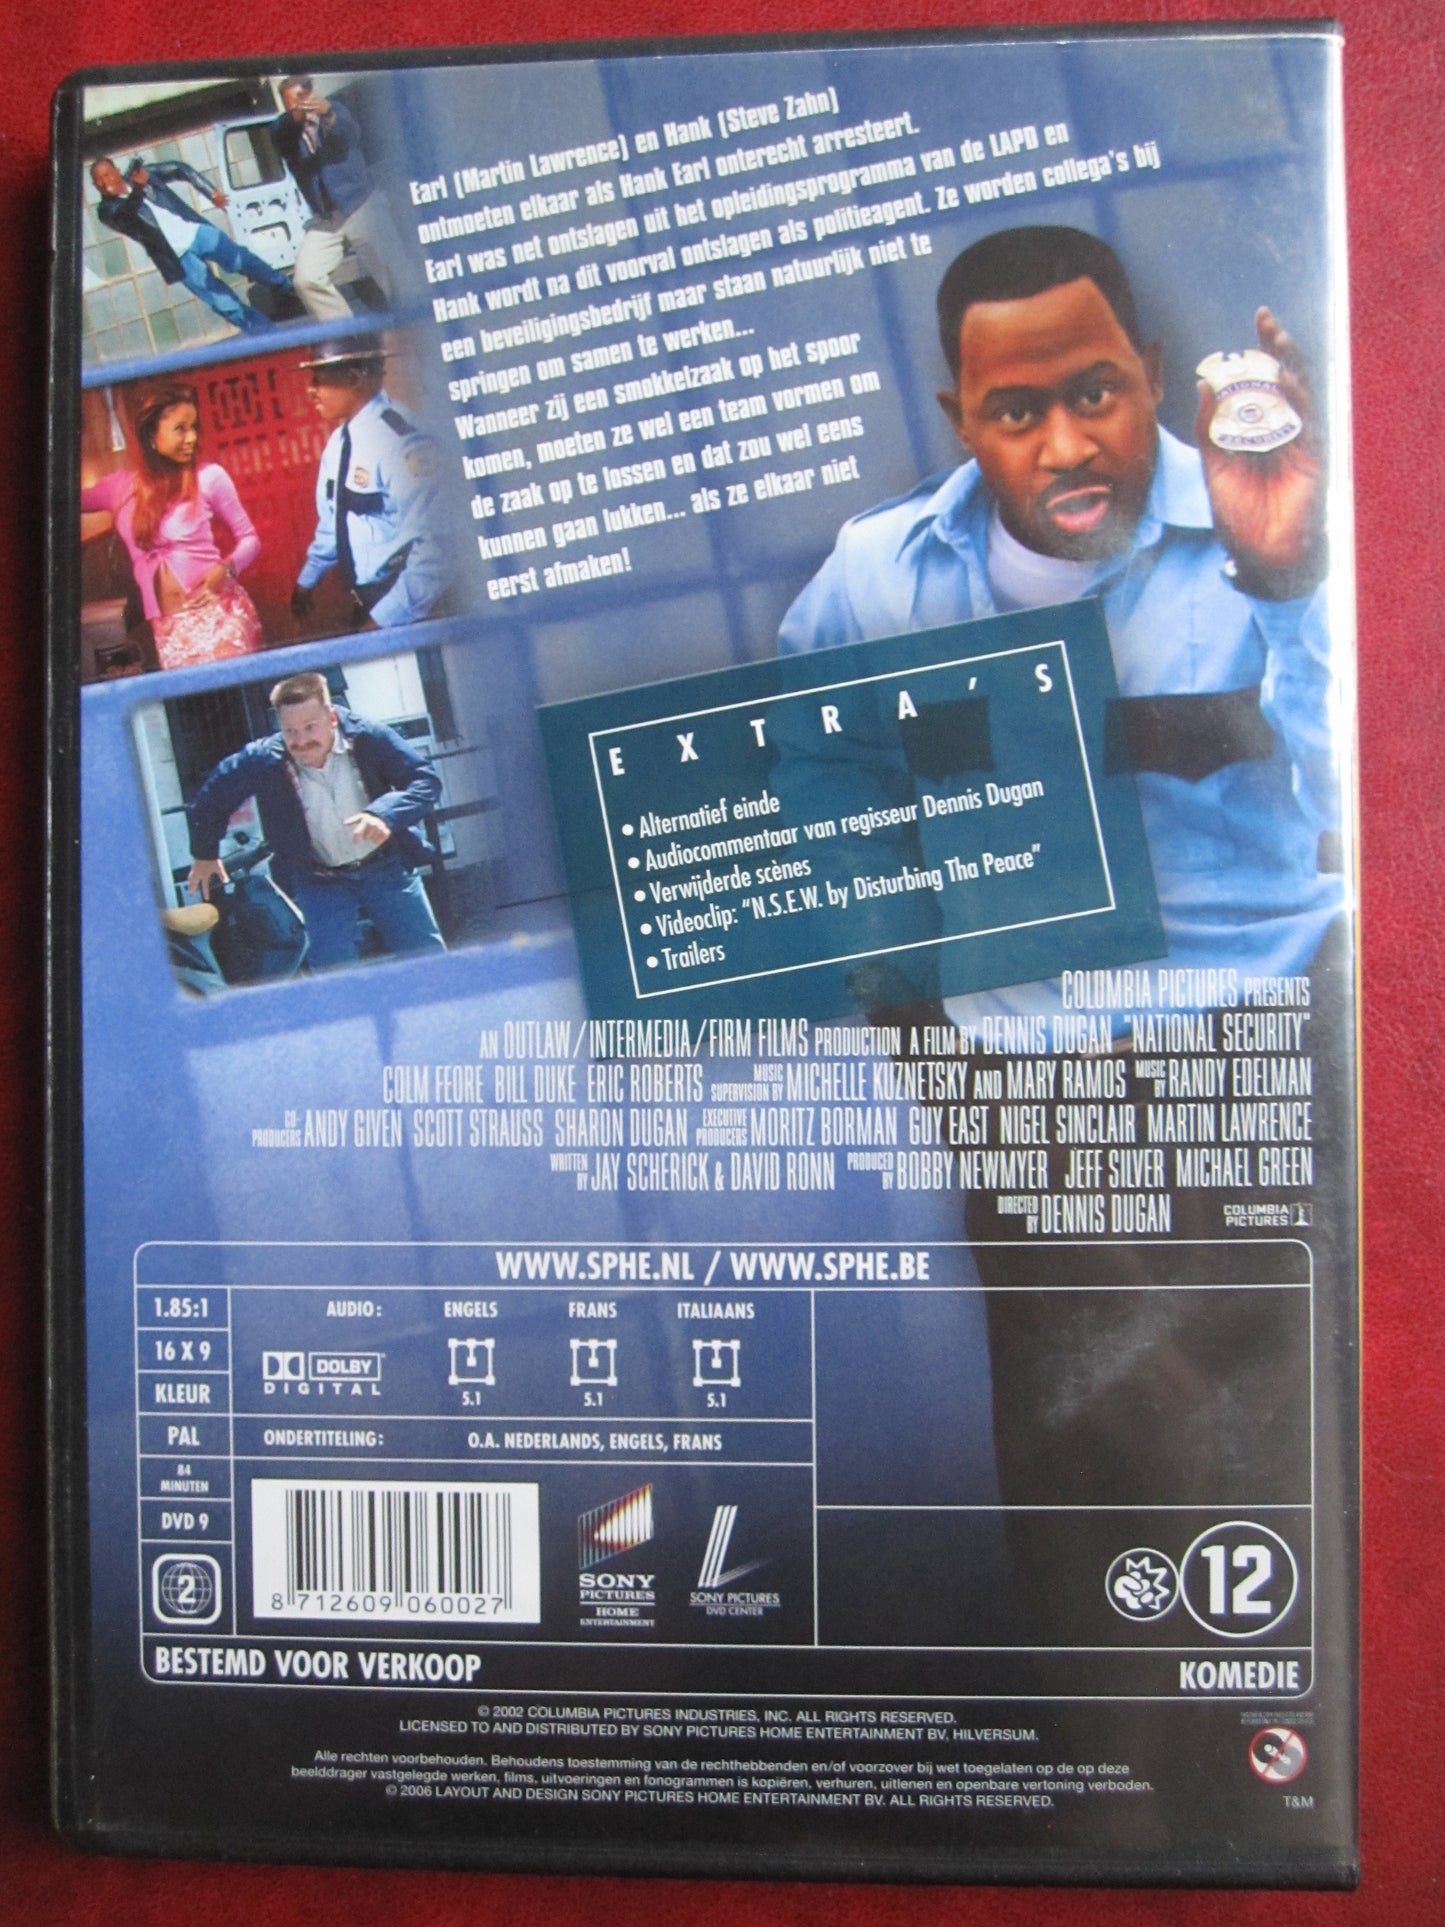 Earl (Martin Lawrence) en Hank (Steve Zahn)
ontmoeten elkaar als Hank Earl onterecht arresteert.
Earl was net ontslagen uit het opleidingsprogramma van de LAPD en
Hank wordt na dit voorval ontslagen als politieagent. Ze worden collega's bij
een beveiligingsbedrijf maar staan natuurlijk niet te
springen om samen te werken...
Wanneer zij een smokkelzaak op het spoor
komen, moeten ze wel een team vormen om
de zaak op te lossen en dat zou wel eens
kunnen gaan lukken... als ze elkaar niet
eerst afmaken!
NATIONAL
SECURITY
EXTRA'S
• Alternatief einde
• Audiocommentaar van regisseur Dennis Dugan
• Verwijderde scènes
• Videoclip: "N.S.E.W. by Disturbing Tha Peace"
• Trailers
COLUMBIA PICTURES PRESENTS
AN OUTLAW/INTERMEDIA/FIRM FILMS PRODUCTION A FILM BY DENNIS DUGAN "NATIONAL SECURITY"
COLM FEORE BILL DUKE ERIC ROBERTS MUSIC SUPERVISION BY MICHELLE KUZNETSKY AND MARY RAMOS MUSIC BY RANDY EDELMAN
CO-PRODUCERS ANDY GIVEN SCOTT STRAUSS SHARON DUGAN EXECUTIVE PRODUCERS MORITZ BORMAN GUY EAST NIGEL SINCLAIR MARTIN LAWRENCE
WRITTEN BY JAY SCHERICK & DAVID RONN PRODUCED BY BOBBY NEWMYER JEFF SILVER MICHAEL GREEN
DIRECTED BY DENNIS DUGAN COLUMBIA PICTURES
WWW.SPHE.NL / WWW.SPHE.BE
1.85:1
16 X 9
KLEUR
PAL
84
MINUTEN
DVD 9
2
AUDIO: ENGELS FRANS ITALIAANS
DOLBY
DIGITAL
5.1 5.1 5.1
ONDERTITELING: O.A. NEDERLANDS, ENGELS, FRANS
8 712609 060027
SONY
PICTURES
HOME
ENTERTAINMENT
SONY PICTURES
DVD CENTER
12
BESTEMD VOOR VERKOOP
KOMEDIE
© 2002 COLUMBIA PICTURES INDUSTRIES, INC. ALL RIGHTS RESERVED.
LICENSED TO AND DISTRIBUTED BY SONY PICTURES HOME ENTERTAINMENT BV, HILVERSUM.
Alle rechten voorbehouden. Behoudens toestemming van de rechthebbenden en/of voorzover bij wet toegelaten op de op deze
beelddrager vastgelegde werken, films, uitvoeringen en fonogrammen is kopiëren, verhuren, uitlenen en openbare vertoning verboden.
© 2006 LAYOUT AND DESIGN SONY PICTURES HOME ENTERTAINMENT BV. ALL RIGHTS RESERVED.
T&M